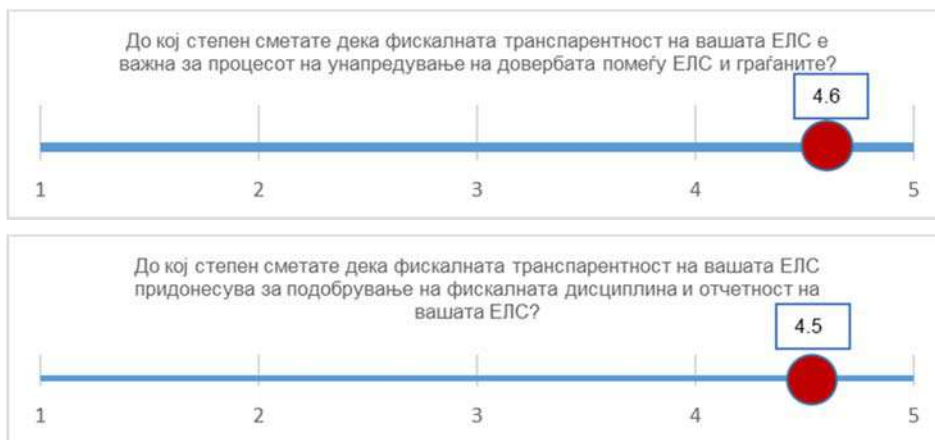 До кој степен сметате дека фискалната транспарентност на вашата ЕЛС е
важна за процесот на унапредување на довербата помеѓу ЕЛС и граѓаните?
4.6
1 2 3 4 5
До кој степен сметате дека фискалната транспарентност на вашата ЕЛС
придонесува за подобрување на фискалната дисциплина и отчетност на
вашата ЕЛС?
4.5
1 2 3 4 5